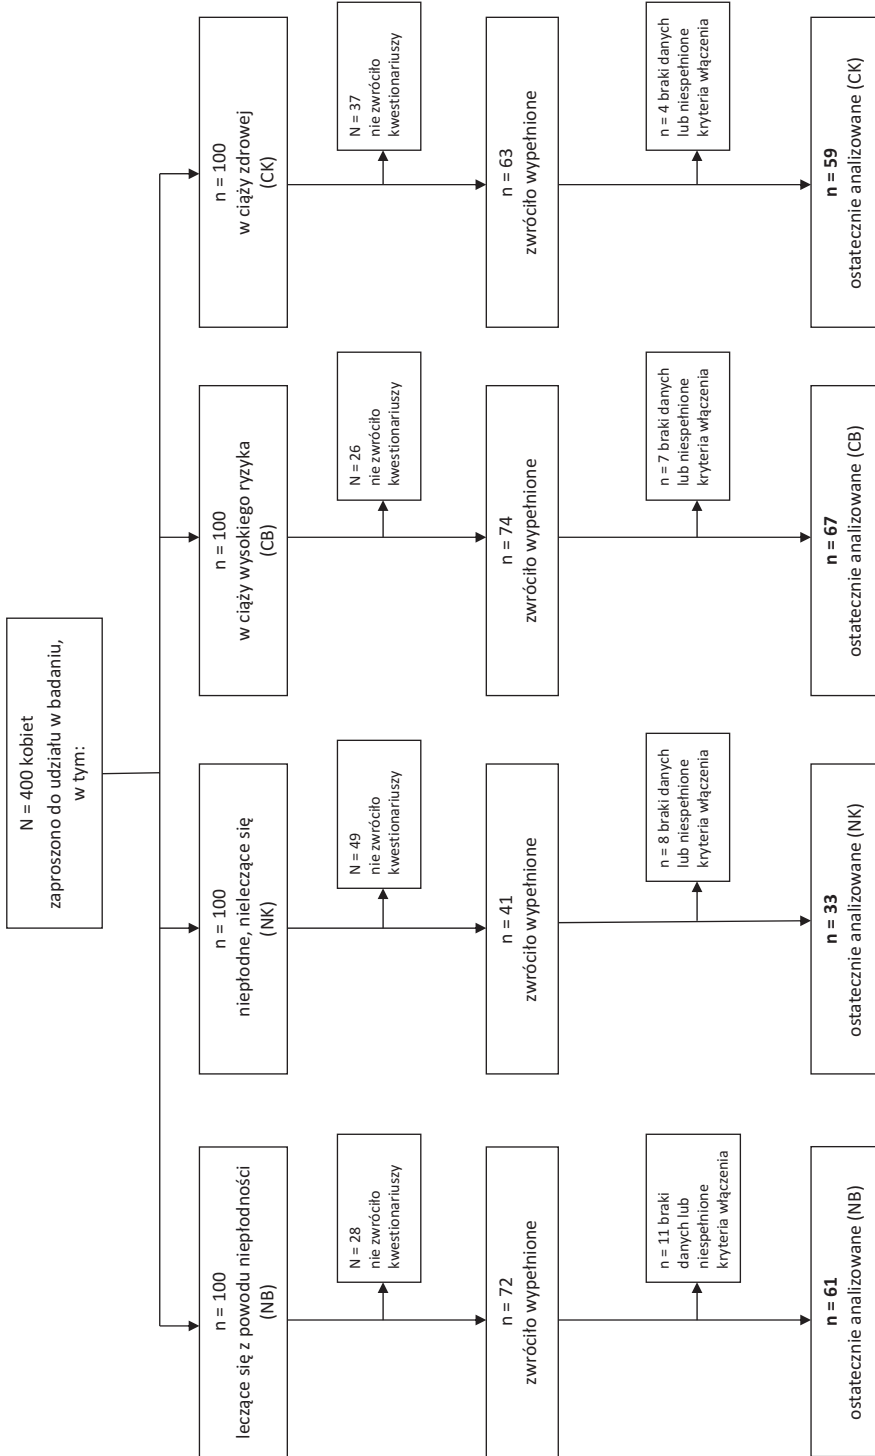 N = 400 kobiet
zaproszono do udziału w badaniu,
w tym:
n = 100
leczące się z powodu niepłodności
(NB)
n = 100
niepłodne, nieleczące się
(NK)
n = 100
w ciąży wysokiego ryzyka
(CB)
n = 100
w ciąży zdrowej
(CK)
N = 28
nie zwróciło
kwestionariuszy
N = 49
nie zwróciło
kwestionariuszy
N = 26
nie zwróciło
kwestionariuszy
N = 37
nie zwróciło
kwestionariuszy
n = 72
zwróciło wypełnione
n = 41
zwróciło wypełnione
n = 74
zwróciło wypełnione
n = 63
zwróciło wypełnione
n = 11 braki
danych lub
niespełnione
kryteria włączenia
n = 8 braki danych
lub niespełnione
kryteria włączenia
n = 7 braki danych
lub niespełnione
kryteria włączenia
n = 4 braki danych
lub niespełnione
kryteria włączenia
n = 61
ostatecznie analizowane (NB)
n = 33
ostatecznie analizowane (NK)
n = 67
ostatecznie analizowane (CB)
n = 59
ostatecznie analizowane (CK)